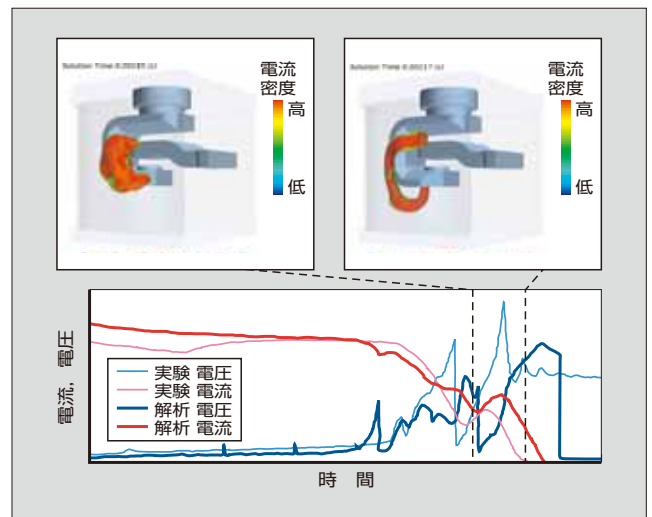 電流
密度
高
低
電流
密度
高
低
電流，電圧
実験 電圧
実験 電流
解析 電圧
解析 電流
時 間